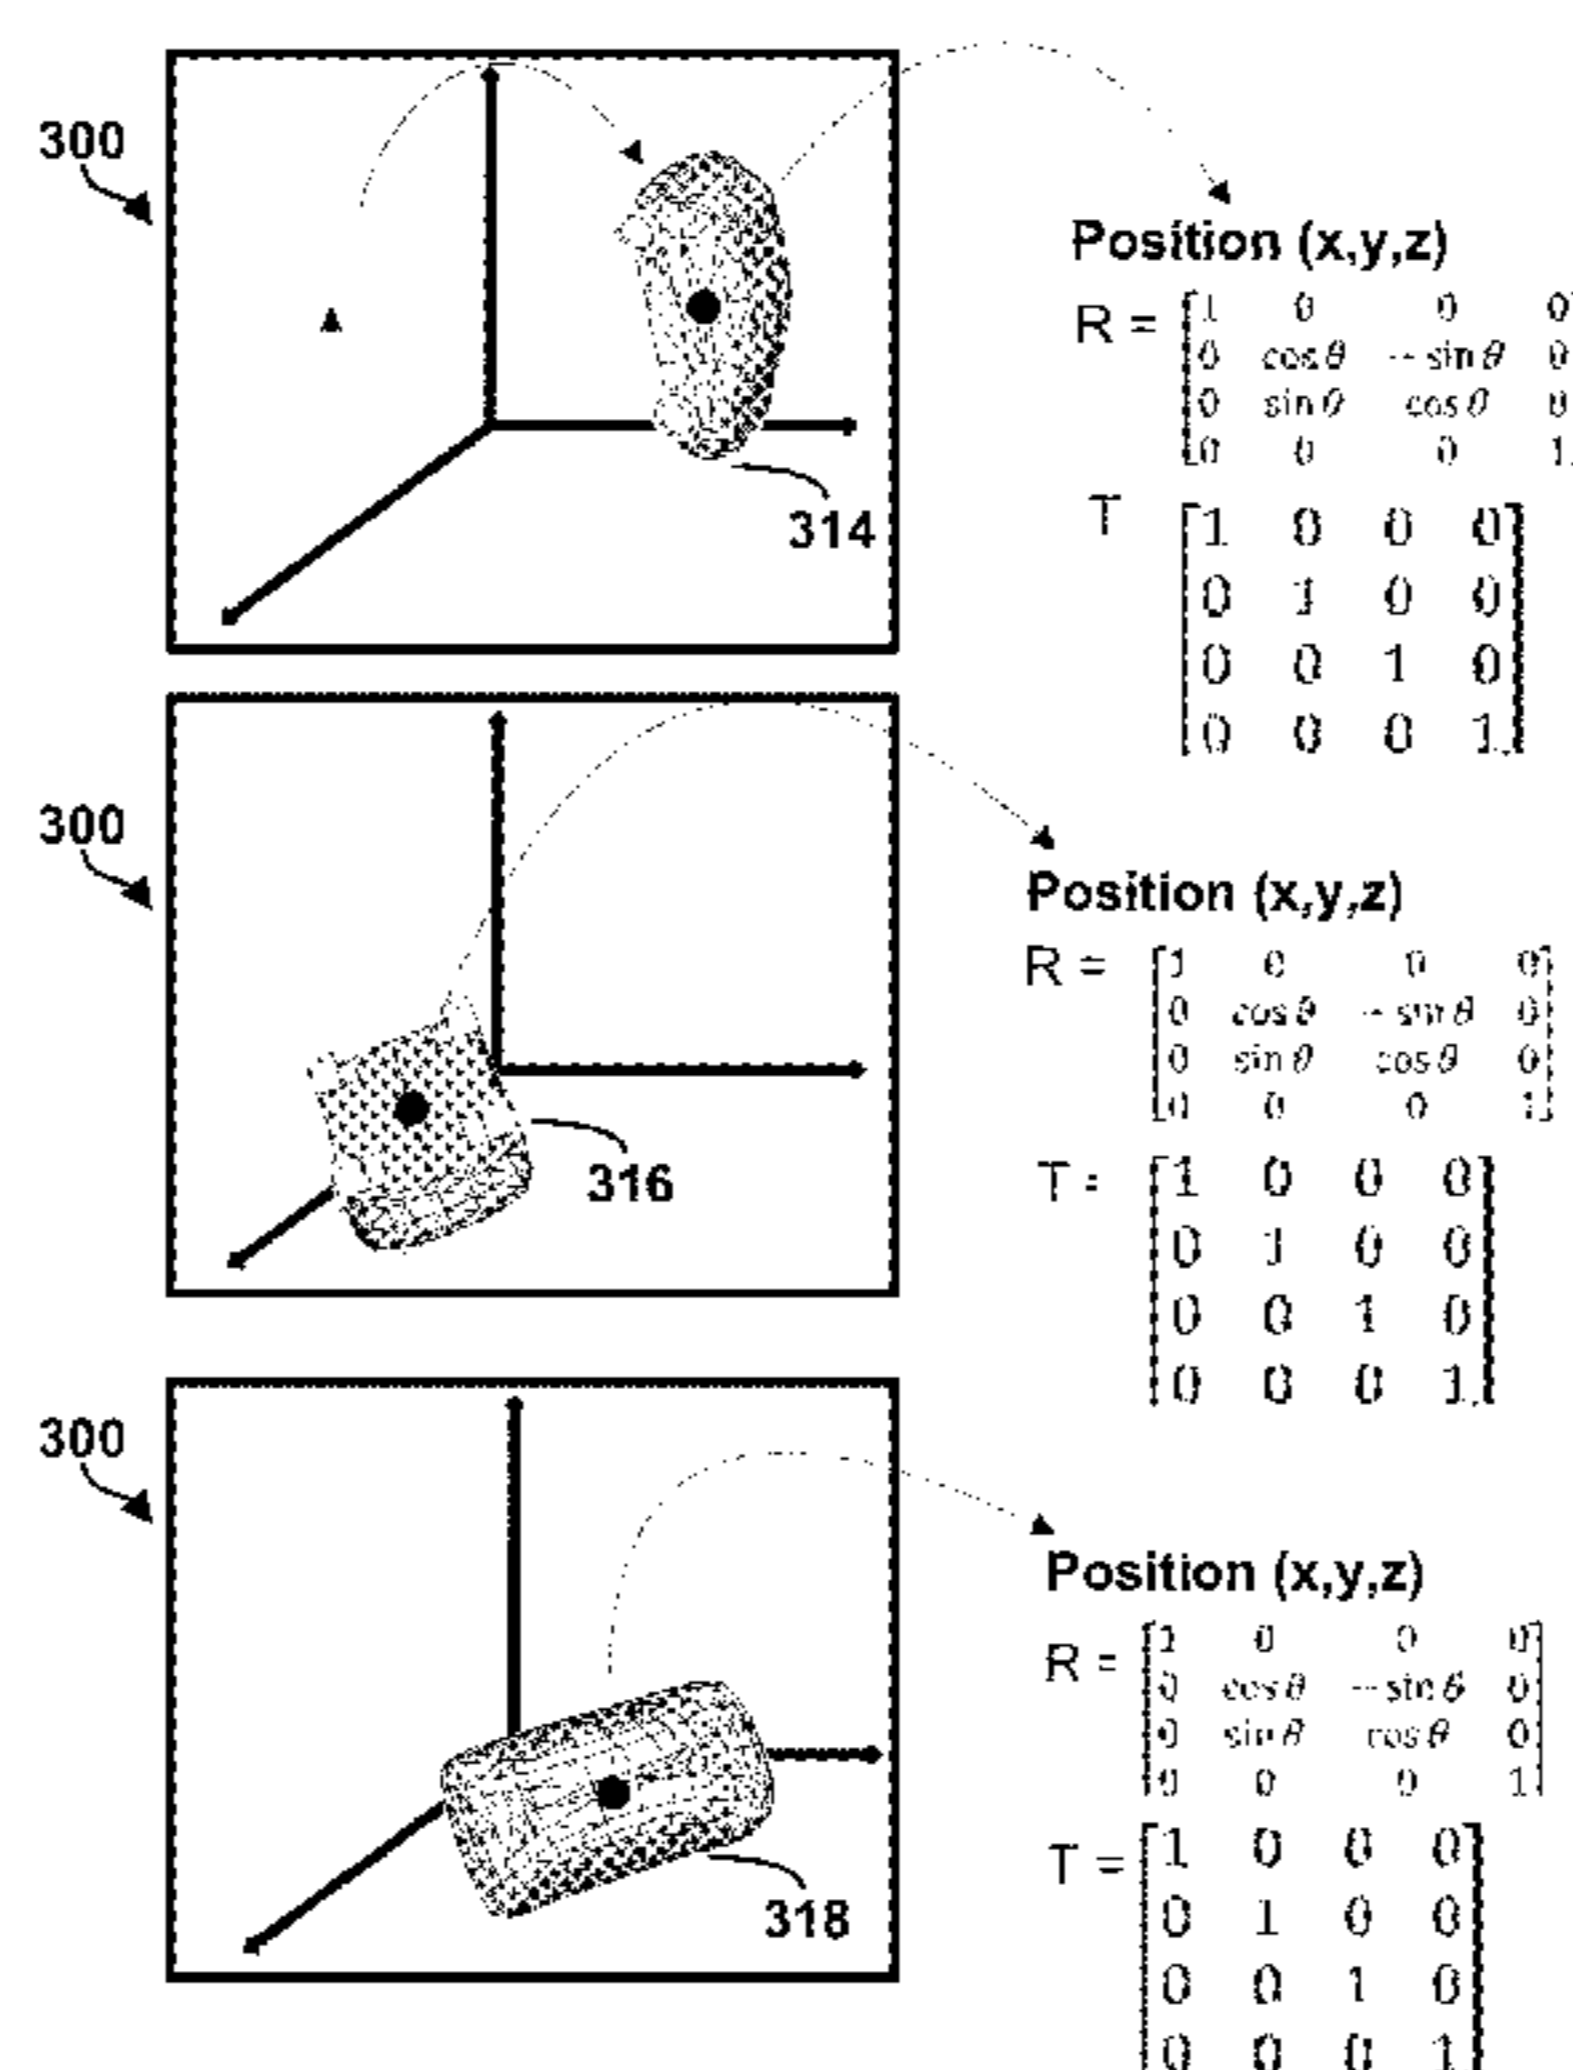 300
Position (x,y,z)
R = [1 0 0 0
0 cos θ - sin θ 0
0 sin θ cos θ 0
0 0 0 1]
314
T [1 0 0 0]
0 1 0 0
0 0 1 0
0 0 0 1
300
Position (x,y,z)
R = [1 0 0 0]
0 cos θ - sin θ 0
0 sin θ cos θ 0
0 0 0 1
316
T = [1 0 0 0]
0 1 0 0
0 0 1 0
0 0 0 1
300
Position (x,y,z)
R = [1 0 0 0]
0 cos θ - sin θ 0
0 sin θ cos θ 0
0 0 0 1
318
T = [1 0 0 0]
0 1 0 0
0 0 1 0
0 0 0 1